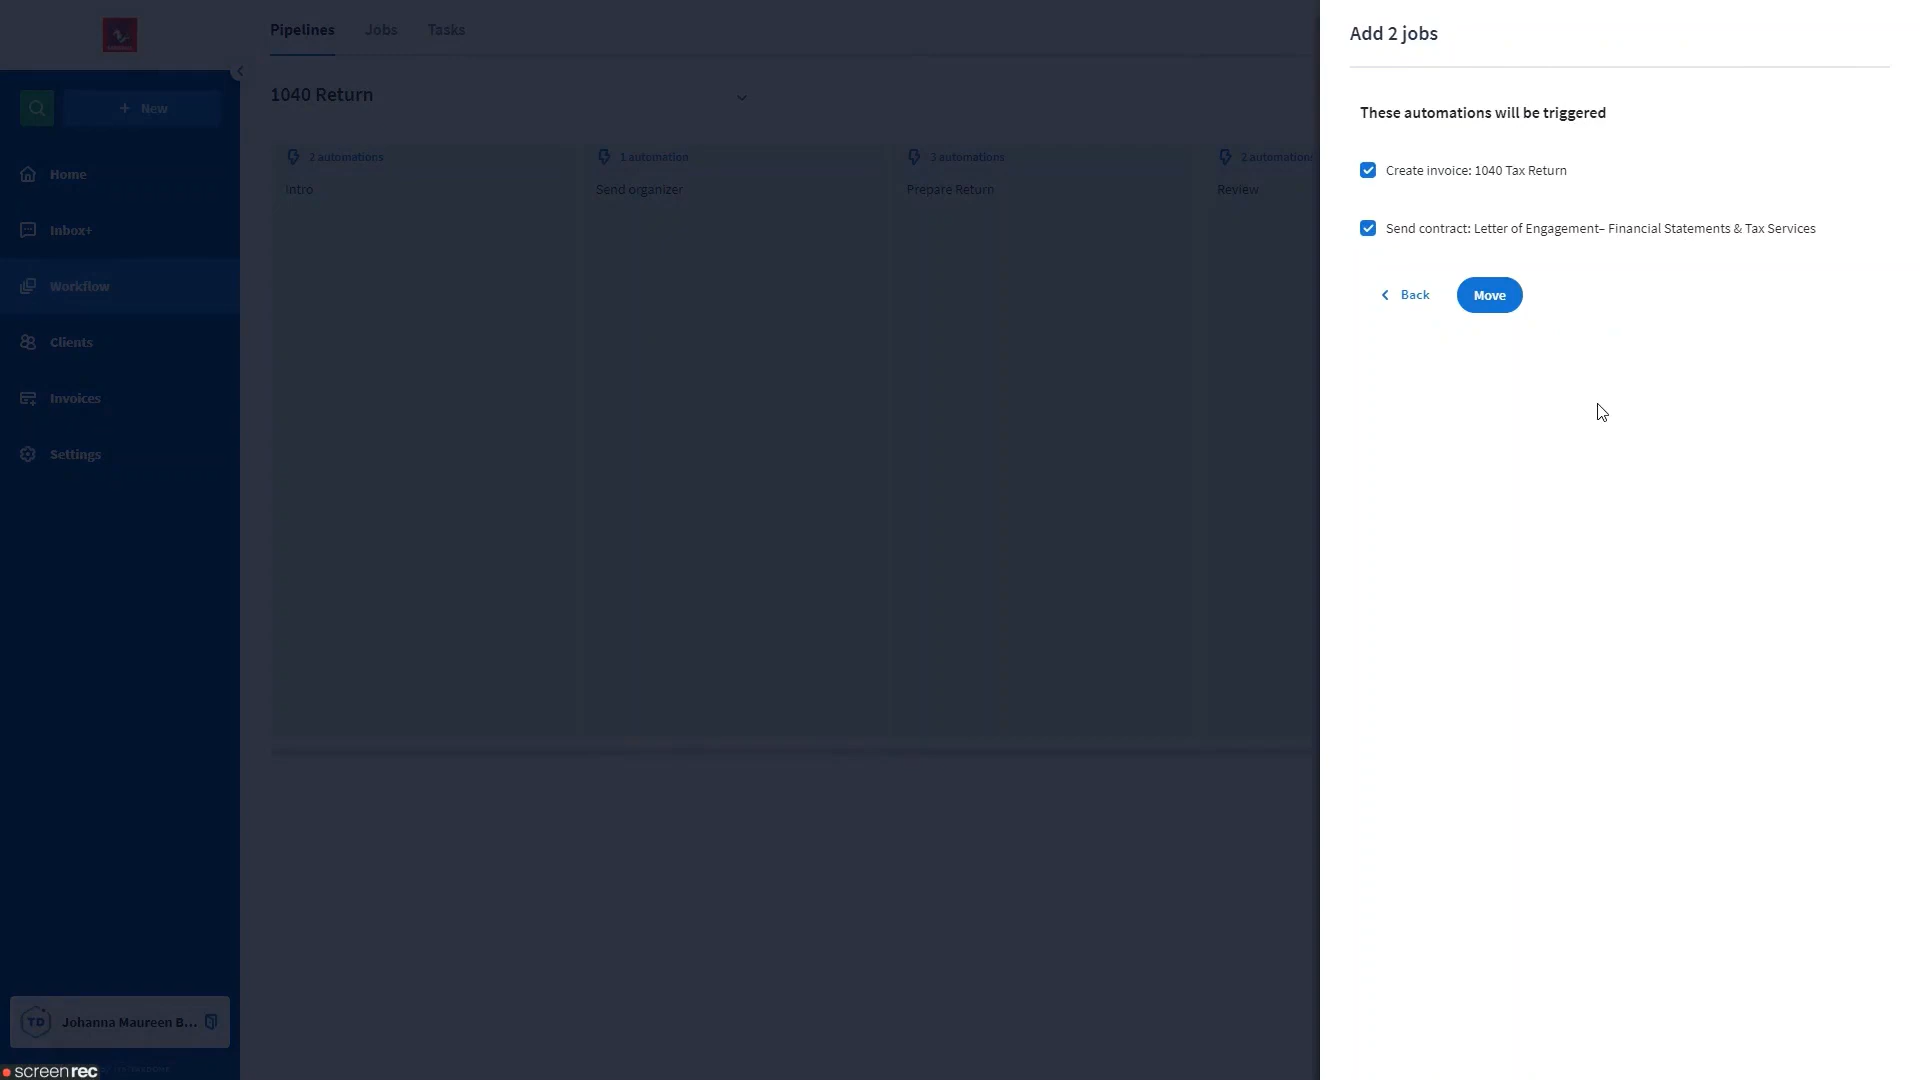 Pipelines
Jobs
Tasks
Add 2 jobs
1040 Return
These automations will be triggered
+ New
2 automations
1 automation
3 automations
2 automations
Intro
Send organizer
Prepare Return
Review
Create invoice: 1040 Tax Return
Send contract: Letter of Engagement– Financial Statements & Tax Services
Back
Move
Home
Inbox+
Workflow
Clients
Invoices
Settings
TD
Johanna Maureen B...
screenrec